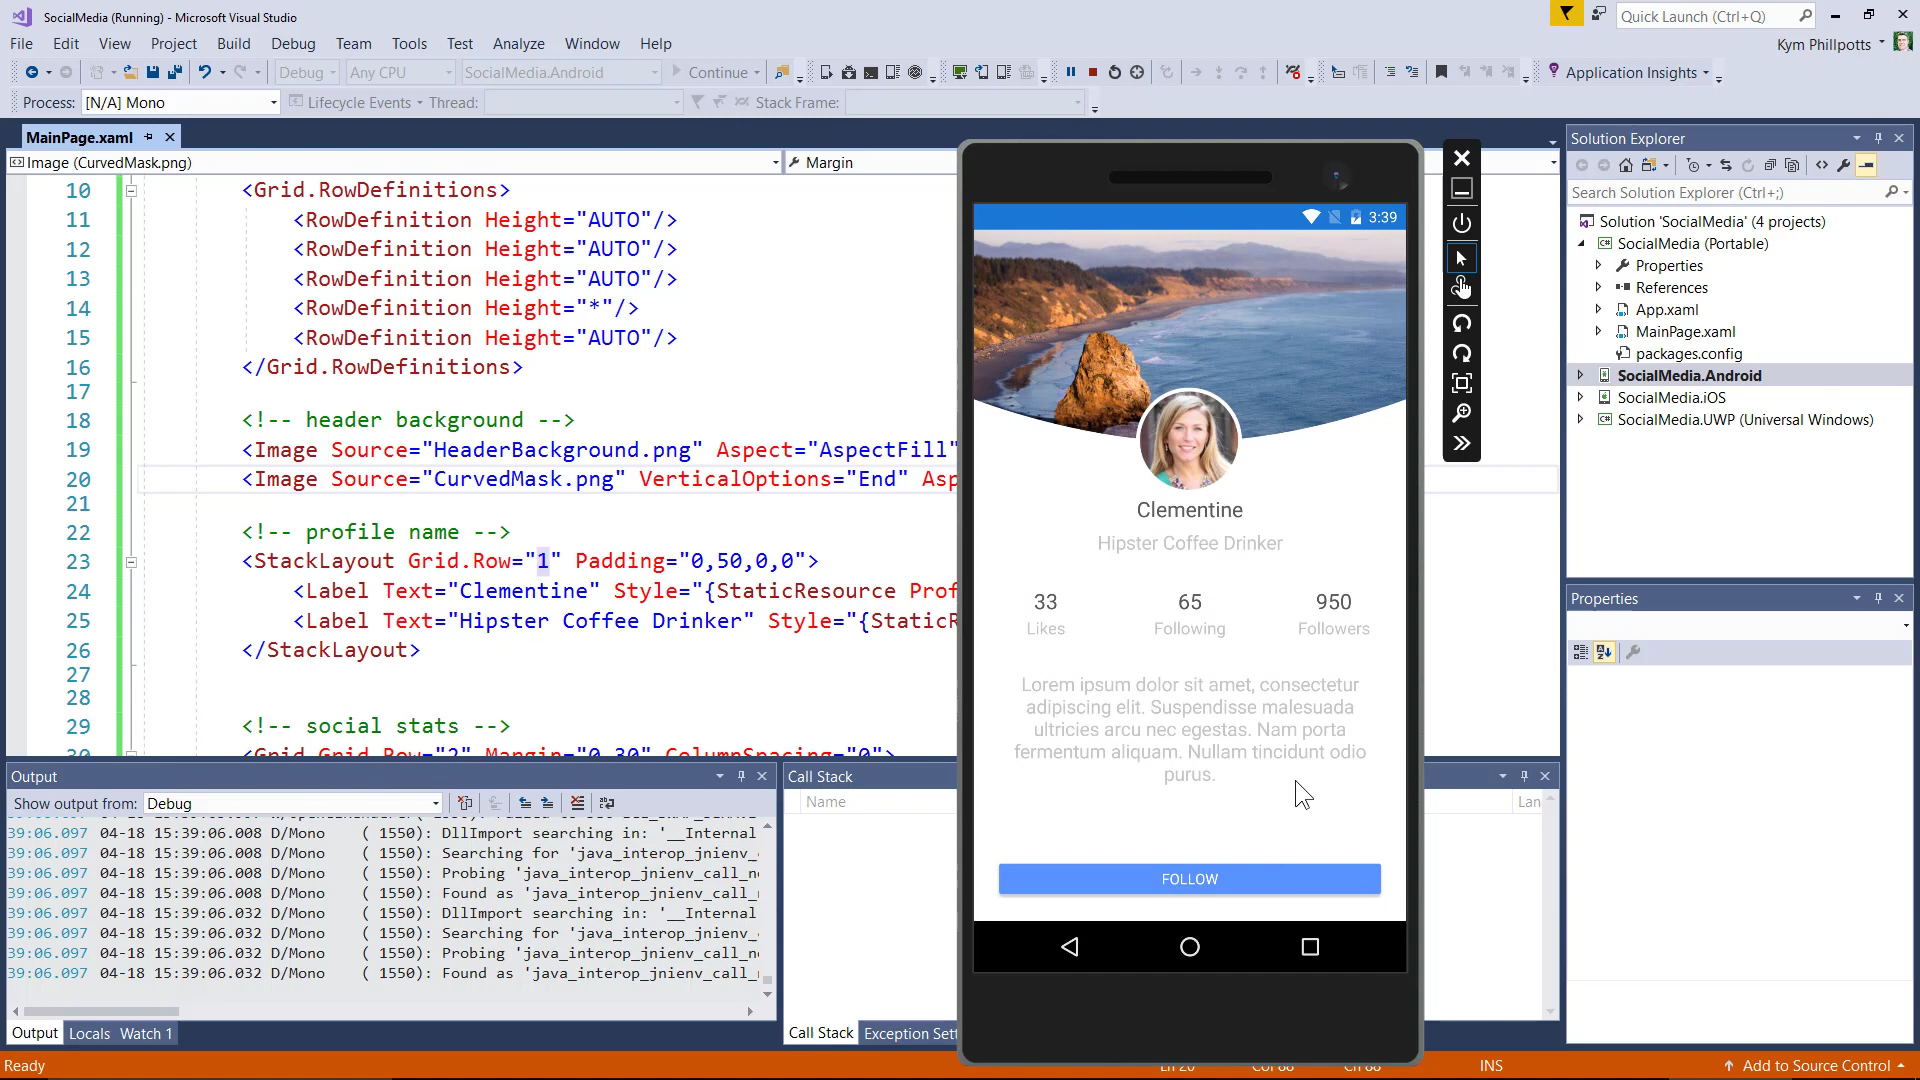 SocialMedia (Running) - Microsoft Visual Studio
Quick Launch (Ctrl+Q)
File Edit View Project Build Debug Team Tools Test Analyze Window Help
Kym Phillpotts
Debug Any CPU SocialMedia.Android Continue Application Insights
Process: [N/A] Mono Lifecycle Events Thread: Stack Frame:
MainPage.xaml
Image (CurvedMask.png) Margin
10 <Grid.RowDefinitions>
11 <RowDefinition Height="AUTO"/>
12 <RowDefinition Height="AUTO"/>
13 <RowDefinition Height="AUTO"/>
14 <RowDefinition Height="*"/>
15 <RowDefinition Height="AUTO"/>
16 </Grid.RowDefinitions>
17
18 <!-- header background -->
19 <Image Source="HeaderBackground.png" Aspect="AspectFill"
20 <Image Source="CurvedMask.png" VerticalOptions="End" Asp
21
22 <!-- profile name -->
23 <StackLayout Grid.Row="1" Padding="0,50,0,0">
24 <Label Text="Clementine" Style="{StaticResource Prof
25 <Label Text="Hipster Coffee Drinker" Style="{StaticR
26 </StackLayout>
27
28
29 <!-- social stats -->
30 <Grid Grid.Row="2" Margin="0,30" ColumnSpacing="0">
3:39
Clementine
Hipster Coffee Drinker
33 65 950
Likes Following Followers
Lorem ipsum dolor sit amet, consectetur
adipiscing elit. Suspendisse malesuada
ultricies arcu nec egestas. Nam porta
fermentum aliquam. Nullam tincidunt odio
purus.
FOLLOW
Solution Explorer
Search Solution Explorer (Ctrl+;)
Solution 'SocialMedia' (4 projects)
SocialMedia (Portable)
Properties
References
App.xaml
MainPage.xaml
packages.config
SocialMedia.Android
SocialMedia.iOS
SocialMedia.UWP (Universal Windows)
Properties
Output
Show output from: Debug
39:06.097 04-18 15:39:06.008 D/Mono ( 1550): DllImport searching in: '__Internal
39:06.097 04-18 15:39:06.008 D/Mono ( 1550): Searching for 'java_interop_jnienv_
39:06.097 04-18 15:39:06.008 D/Mono ( 1550): Probing 'java_interop_jnienv_call_n
39:06.097 04-18 15:39:06.008 D/Mono ( 1550): Found as 'java_interop_jnienv_call_
39:06.097 04-18 15:39:06.032 D/Mono ( 1550): DllImport searching in: '__Internal
39:06.097 04-18 15:39:06.032 D/Mono ( 1550): Searching for 'java_interop_jnienv_
39:06.097 04-18 15:39:06.032 D/Mono ( 1550): Probing 'java_interop_jnienv_call_n
39:06.097 04-18 15:39:06.032 D/Mono ( 1550): Found as 'java_interop_jnienv_call_
Output Locals Watch 1
Call Stack
Name Lan
Call Stack Exception Set
Ready Ln 20 Col 88 Ch 88 INS Add to Source Control